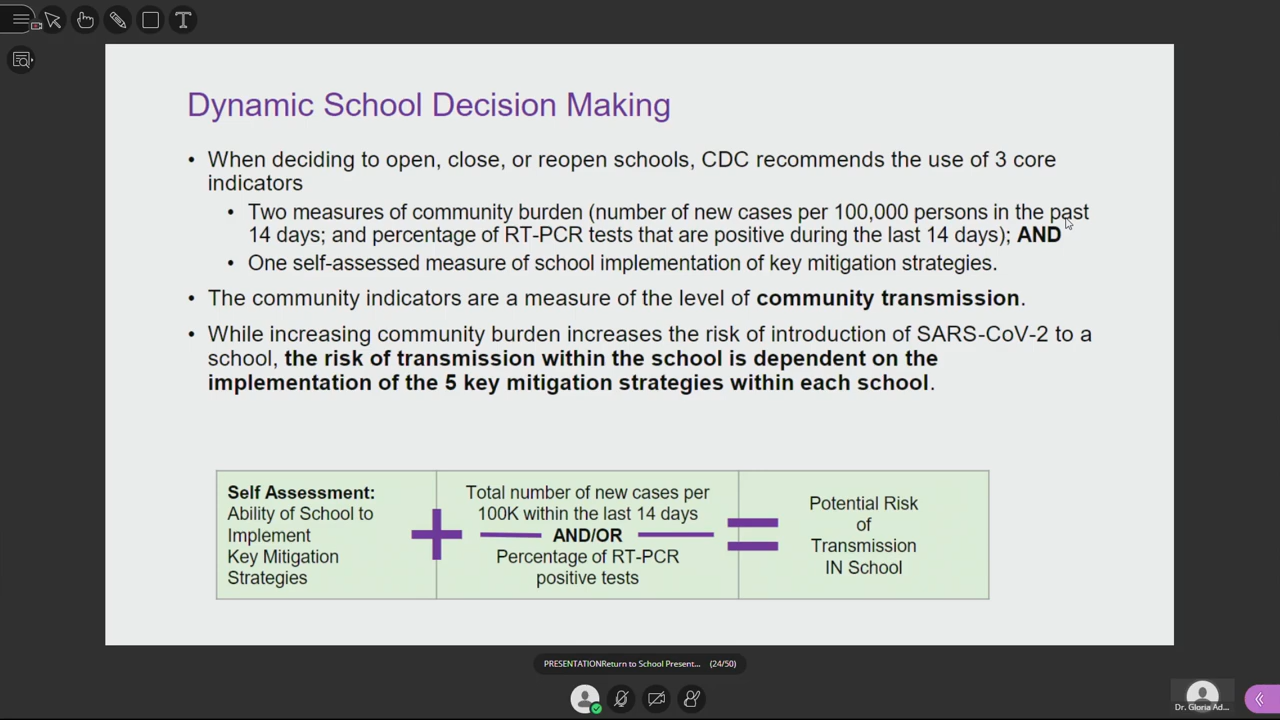 Dynamic School Decision Making
• When deciding to open, close, or reopen schools, CDC recommends the use of 3 core
indicators
• Two measures of community burden (number of new cases per 100,000 persons in the past
14 days; and percentage of RT-PCR tests that are positive during the last 14 days); AND
• One self-assessed measure of school implementation of key mitigation strategies.
• The community indicators are a measure of the level of community transmission.
• While increasing community burden increases the risk of introduction of SARS-CoV-2 to a
school, the risk of transmission within the school is dependent on the
implementation of the 5 key mitigation strategies within each school.
Self Assessment:
Ability of School to
Implement
Key Mitigation
Strategies
+
Total number of new cases per
100K within the last 14 days
AND/OR
Percentage of RT-PCR
positive tests
=
Potential Risk
of
Transmission
IN School
PRESENTATIONReturn to School Present... (24/50)
Dr. Gloria Ad...